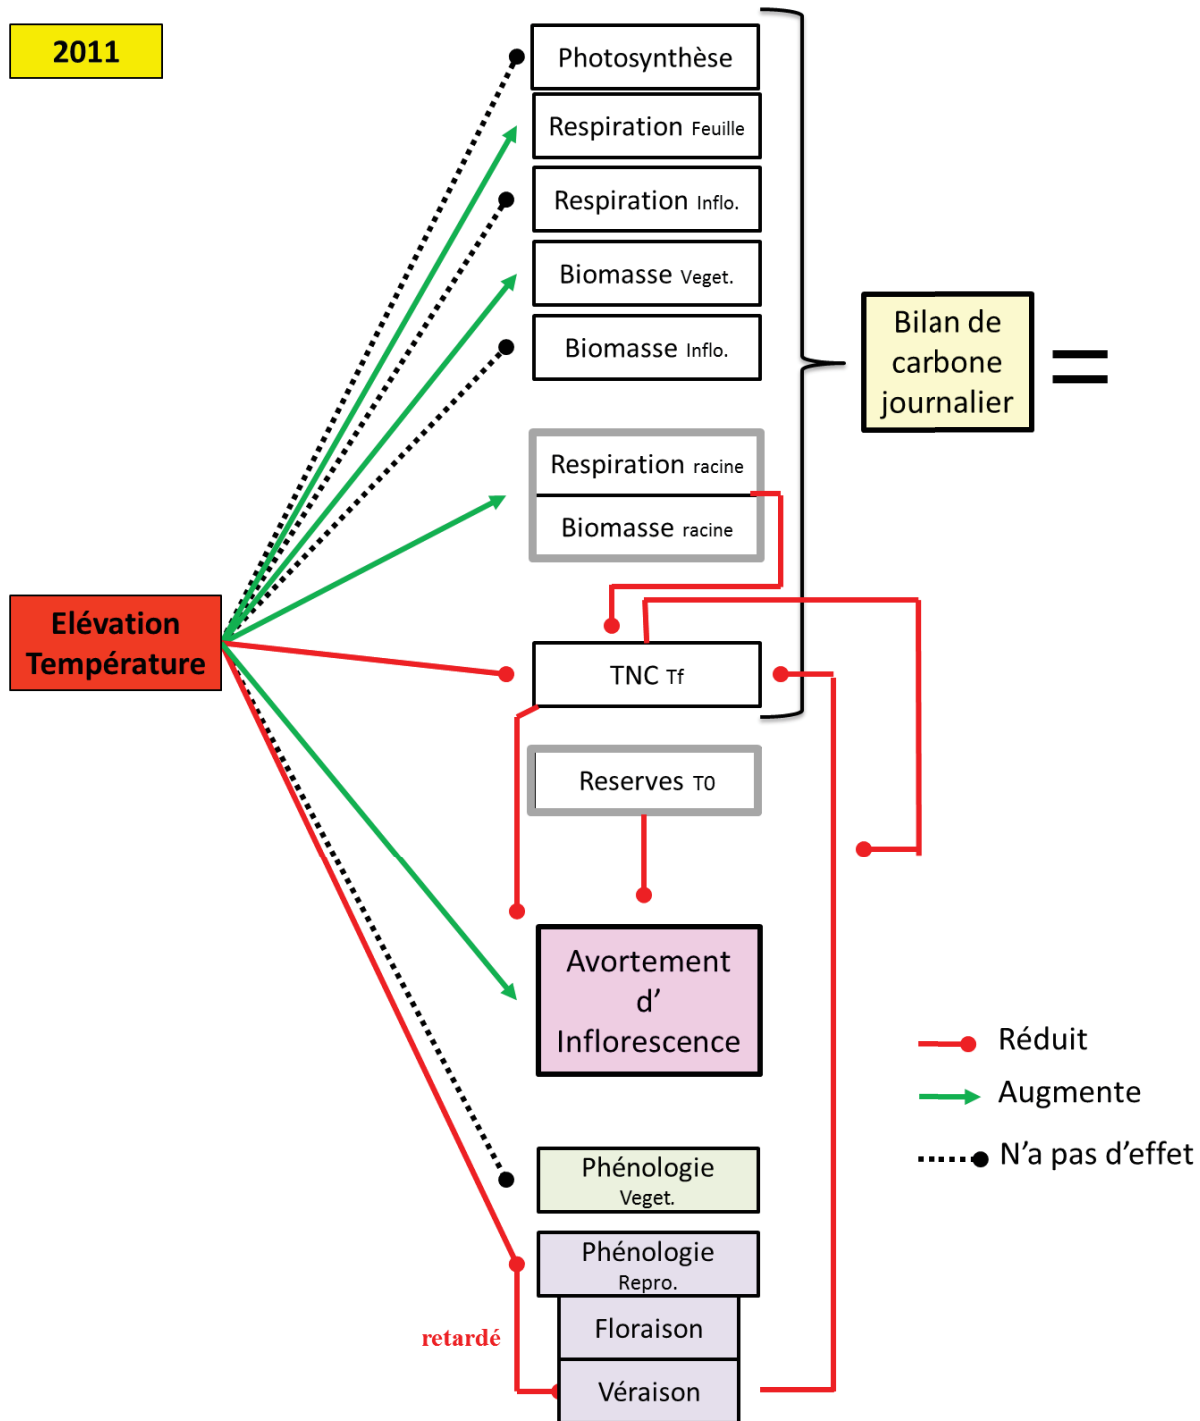 2011
Photosynthèse
Respiration Feuille
Respiration Inflo.
Biomasse Veget.
Biomasse Inflo.
Bilan de
carbone
journalier
=
Respiration racine
Biomasse racine
Elévation
Température
TNC Tf
Reserves T0
Avortement
d'
Inflorescence
Réduit
Augmente
N'a pas d'effet
Phénologie
Veget.
Phénologie
Repro.
retardé
Floraison
Véraison